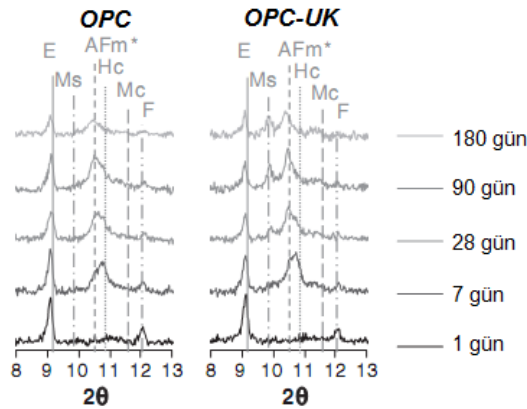 OPC
E
Ms
AFm*
Hc
Mc
F
8 9 10 11 12 13
2θ
OPC-UK
E
Ms
AFm*
Hc
Mc
F
8 9 10 11 12 13
2θ
180 gün
90 gün
28 gün
7 gün
1 gün